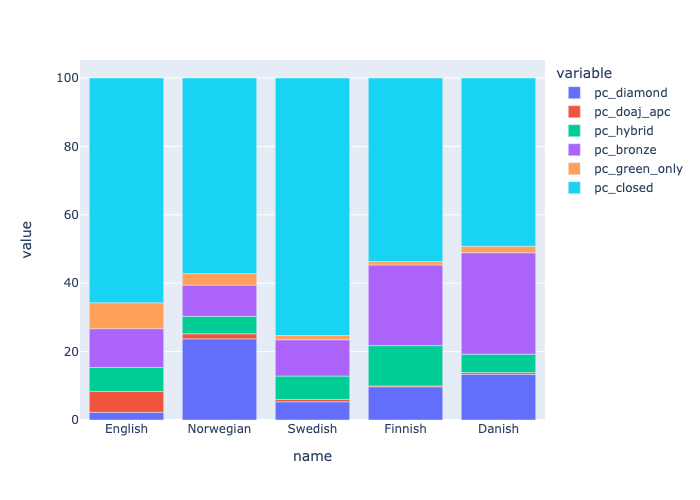 variable
pc_diamond
pc_doaj_apc
pc_hybrid
pc_bronze
pc_green_only
pc_closed
value
100
80
60
40
20
0
English Norwegian Swedish Finnish Danish
name